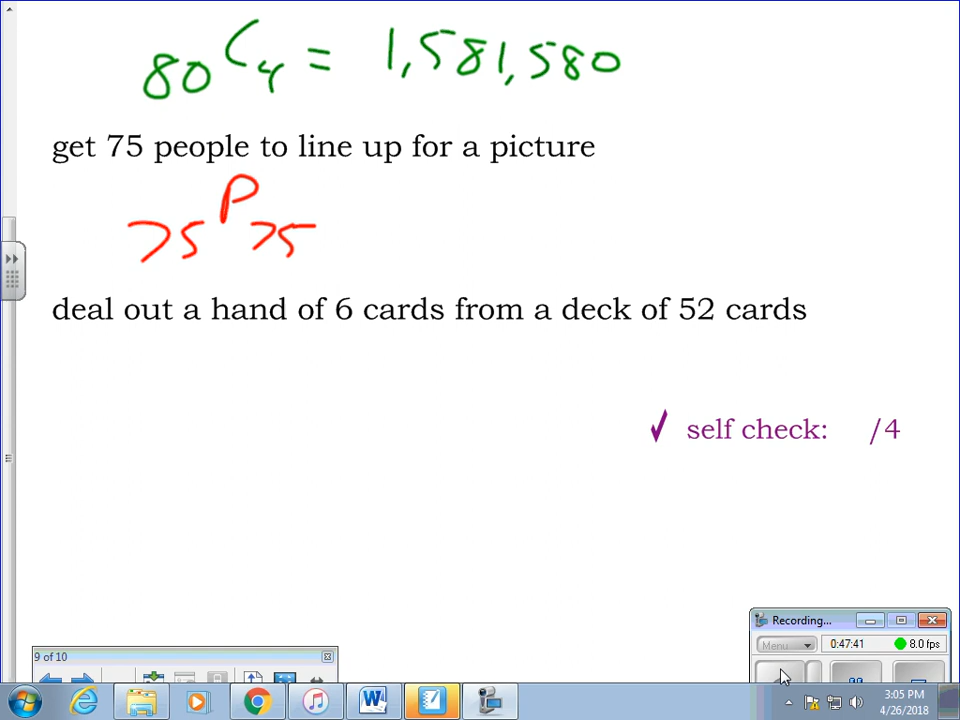 80C4 = 1,581,580
get 75 people to line up for a picture
75P75
deal out a hand of 6 cards from a deck of 52 cards
✓ self check: /4
Recording...
Menu
0:47:41
8.0 fps
9 of 10
3:05 PM
4/26/2018